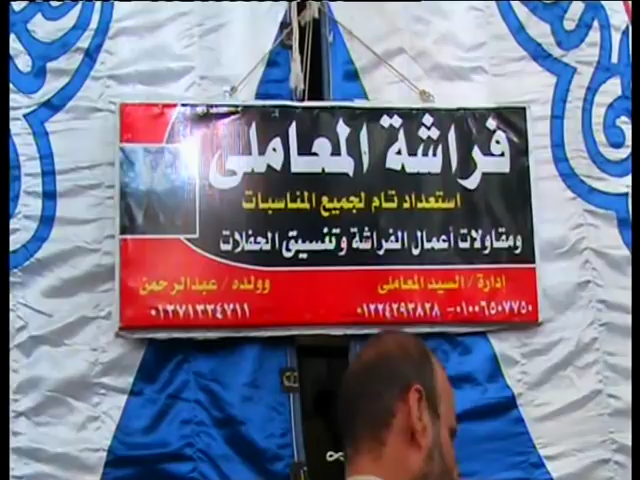 فراشة المعاملى
استعداد تام لجميع المناسبات
ومقاولات أعمال الفراشة وتنسيق الحفلات
إدارة / السيد المعاملى وولده / عبدالرحمن
٠١٠٠٦٥٠٧٧٥٠ - ٠١٢٢٤٢٩٣٨٢٨ ٠١٢٧١٣٣٤٧١١